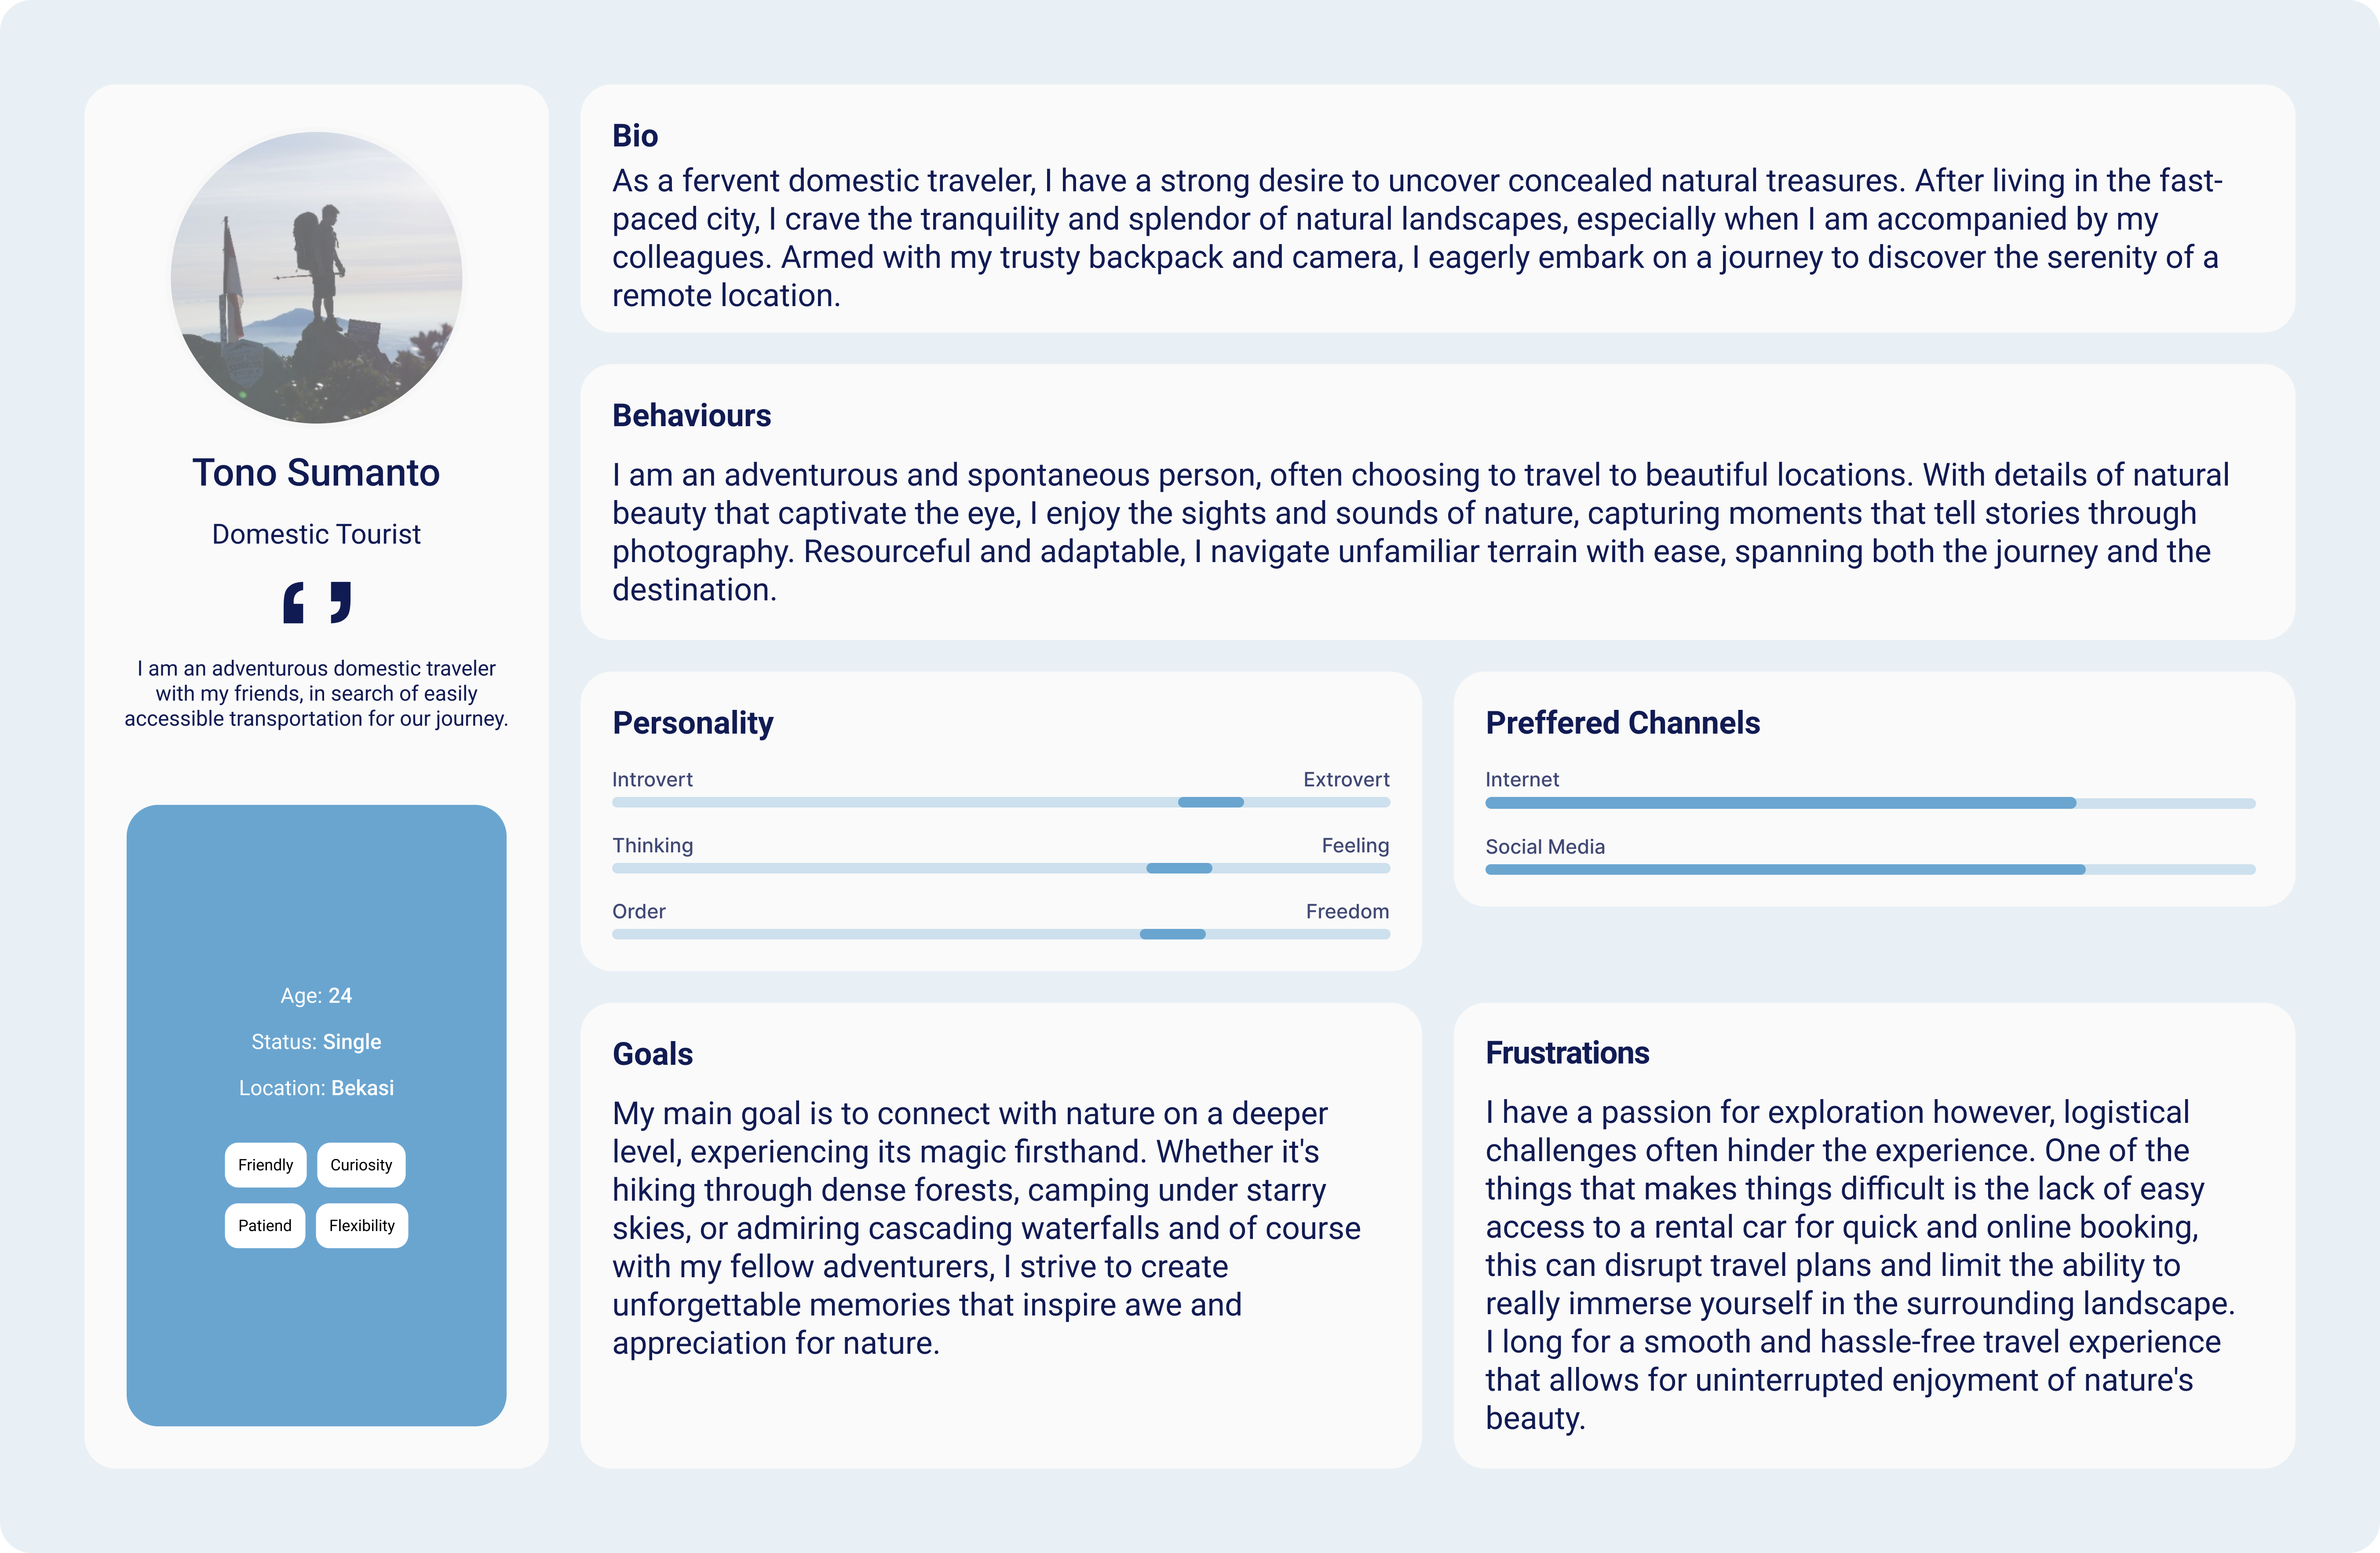 Tono Sumanto
Domestic Tourist
I am an adventurous domestic traveler
with my friends, in search of easily
accessible transportation for our journey.
Age: 24
Status: Single
Location: Bekasi
Friendly
Curiosity
Patiend
Flexibility
Bio
As a fervent domestic traveler, I have a strong desire to uncover concealed natural treasures. After living in the fast-
paced city, I crave the tranquility and splendor of natural landscapes, especially when I am accompanied by my
colleagues. Armed with my trusty backpack and camera, I eagerly embark on a journey to discover the serenity of a
remote location.
Behaviours
I am an adventurous and spontaneous person, often choosing to travel to beautiful locations. With details of natural
beauty that captivate the eye, I enjoy the sights and sounds of nature, capturing moments that tell stories through
photography. Resourceful and adaptable, I navigate unfamiliar terrain with ease, spanning both the journey and the
destination.
Personality
Introvert Extrovert
Thinking Feeling
Order Freedom
Preffered Channels
Internet
Social Media
Goals
My main goal is to connect with nature on a deeper
level, experiencing its magic firsthand. Whether it's
hiking through dense forests, camping under starry
skies, or admiring cascading waterfalls and of course
with my fellow adventurers, I strive to create
unforgettable memories that inspire awe and
appreciation for nature.
Frustrations
I have a passion for exploration however, logistical
challenges often hinder the experience. One of the
things that makes things difficult is the lack of easy
access to a rental car for quick and online booking,
this can disrupt travel plans and limit the ability to
really immerse yourself in the surrounding landscape.
I long for a smooth and hassle-free travel experience
that allows for uninterrupted enjoyment of nature's
beauty.